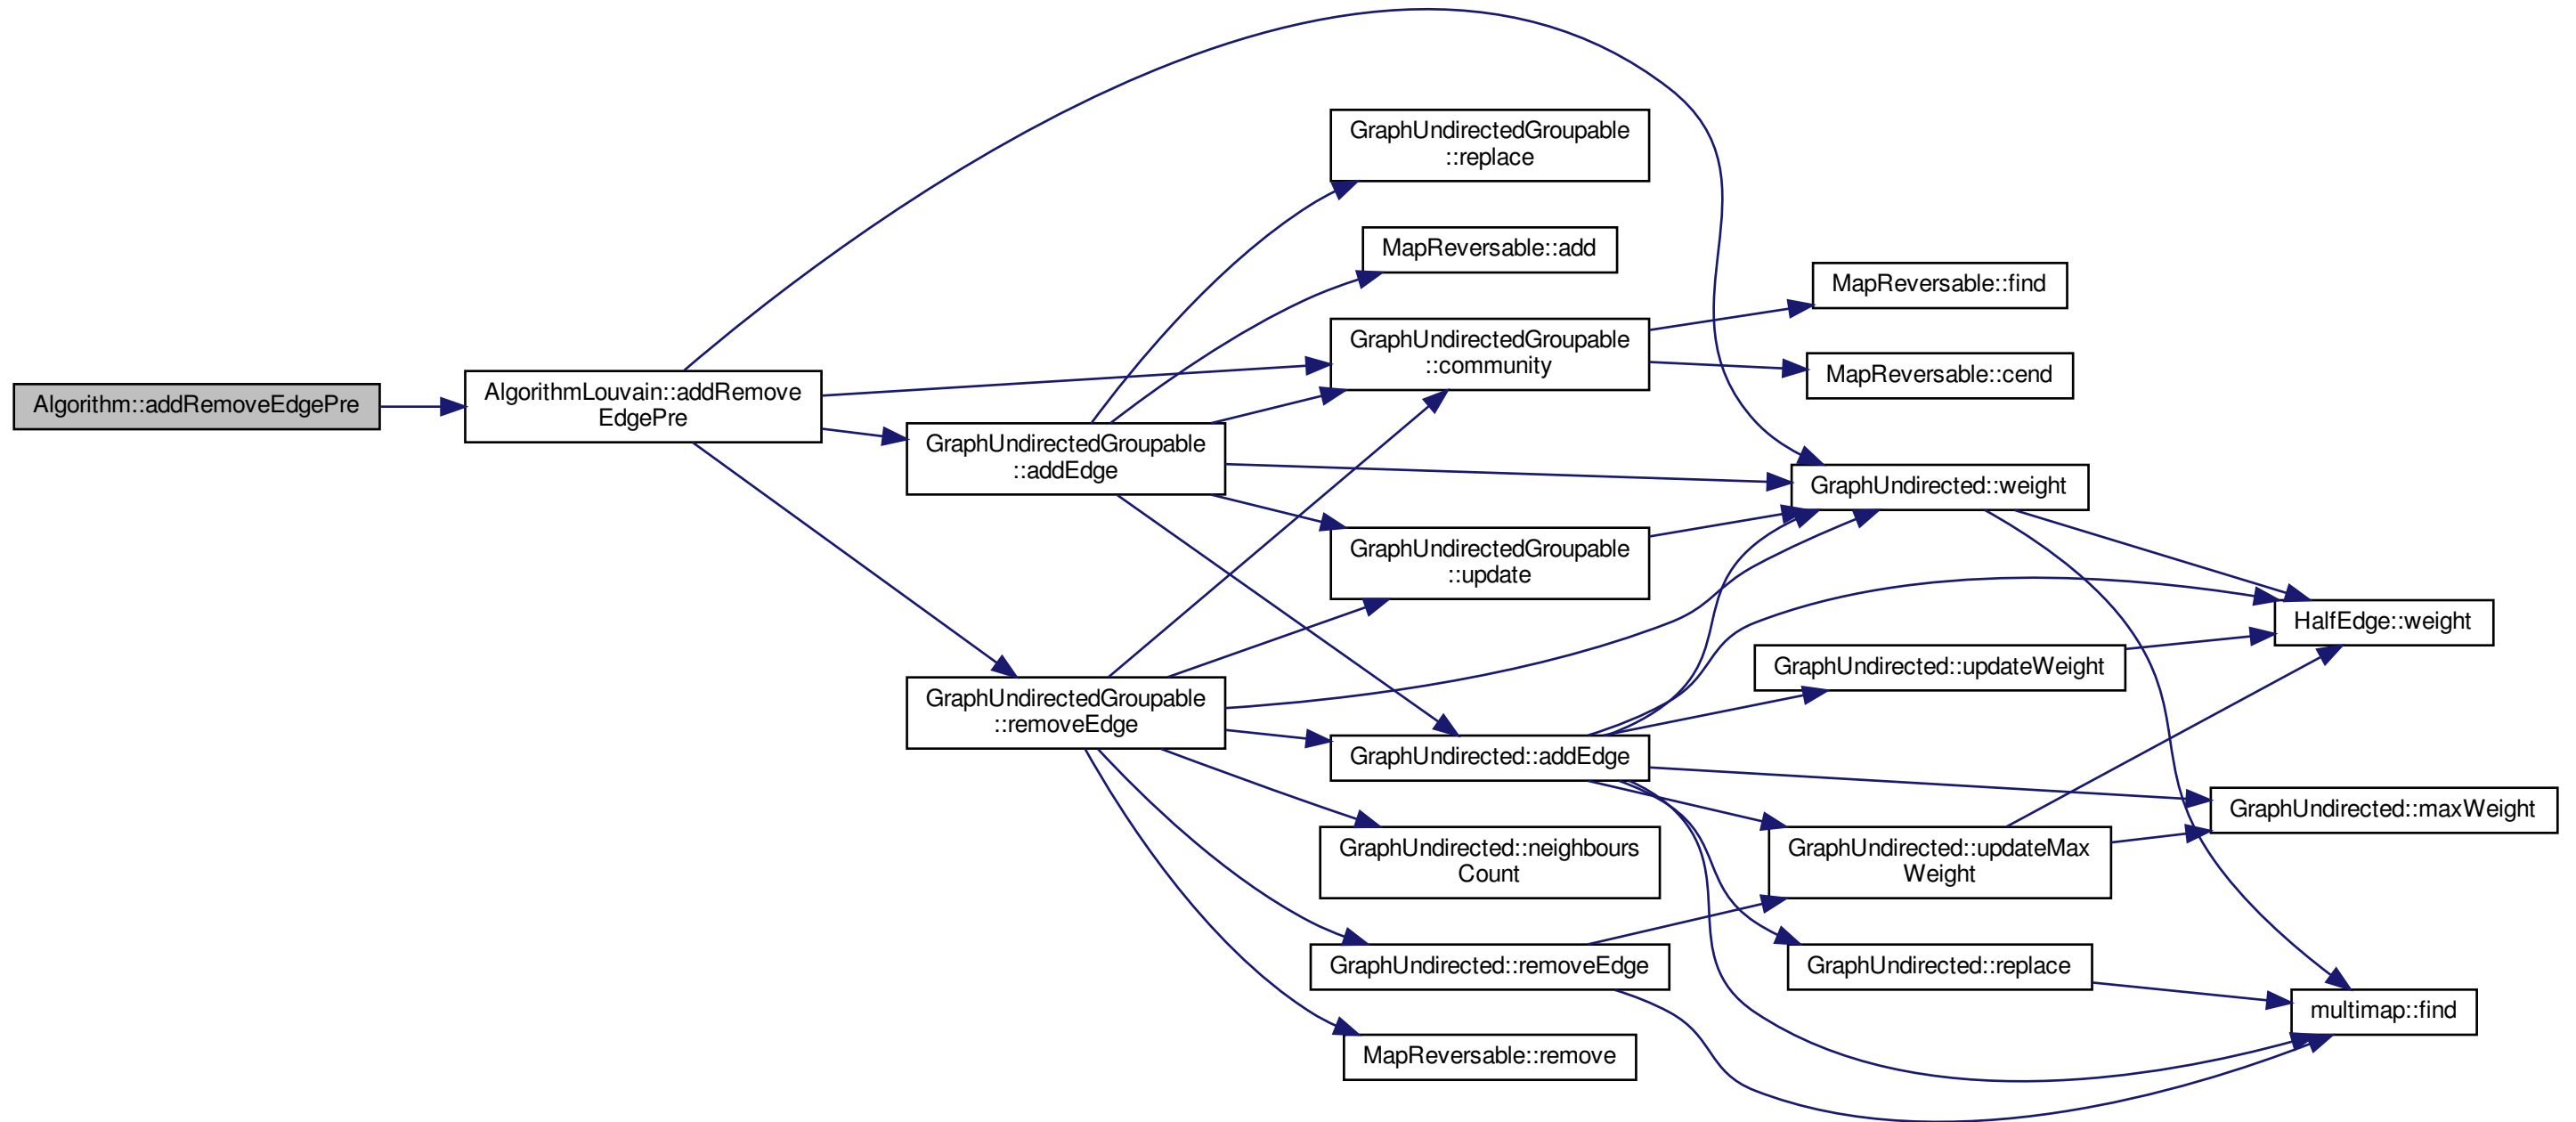 Algorithm::addRemoveEdgePre
AlgorithmLouvain::addRemove
EdgePre
GraphUndirectedGroupable
::addEdge
GraphUndirectedGroupable
::removeEdge
GraphUndirectedGroupable
::replace
MapReversable::add
GraphUndirectedGroupable
::community
GraphUndirectedGroupable
::update
GraphUndirected::addEdge
GraphUndirected::neighbours
Count
GraphUndirected::removeEdge
MapReversable::remove
MapReversable::find
MapReversable::cend
GraphUndirected::weight
GraphUndirected::updateWeight
GraphUndirected::updateMax
Weight
GraphUndirected::replace
HalfEdge::weight
GraphUndirected::maxWeight
multimap::find